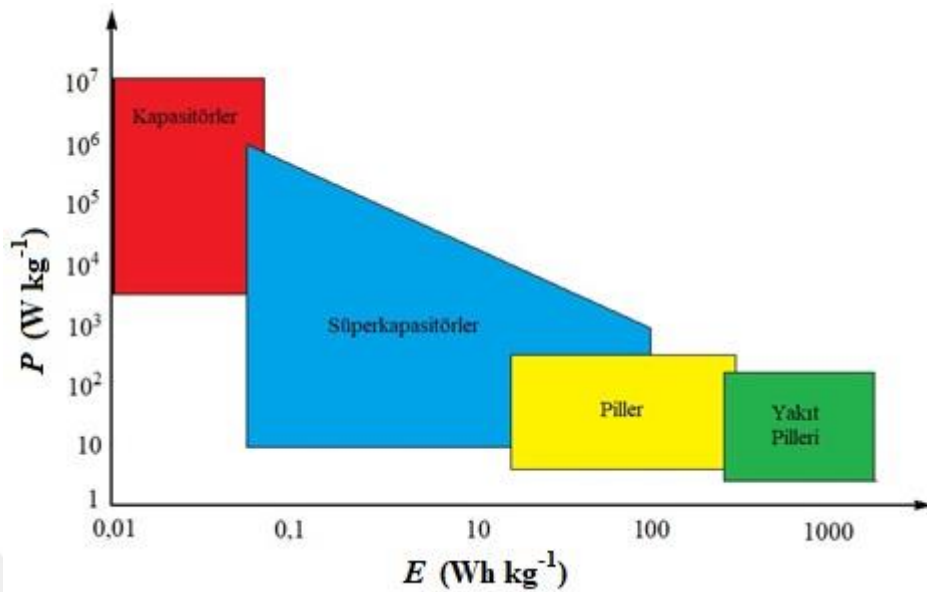 10⁷
10⁶
10⁵
10⁴
10³
10²
10
1
P (W kg⁻¹)
Kapasitörler
Süperkapasitörler
Piller
Yakıt
Pilleri
0,01
0,1
10
100
1000
E (Wh kg⁻¹)